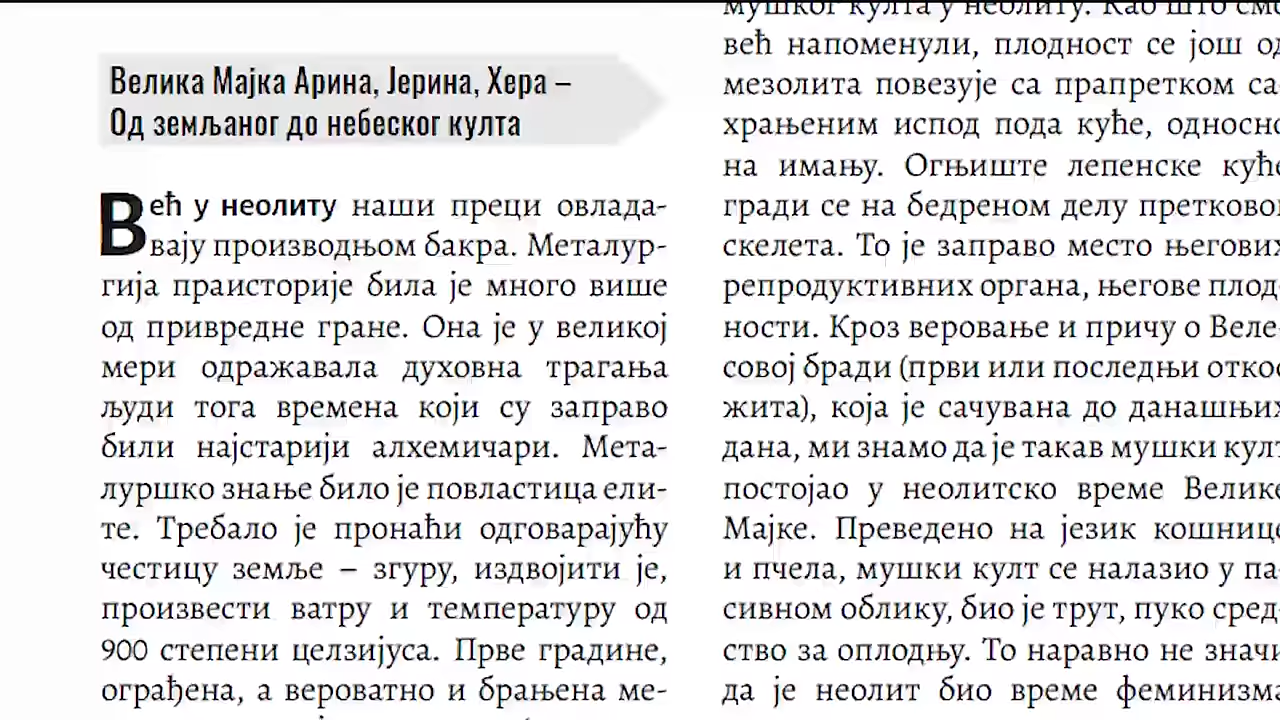 Велика Мајка Арина, Јерина, Хера –
Од земљаног до небеског култа
Већ у неолиту наши преци овлада-
вају производњом бакра. Металур-
гија праисторије била је много више
од привредне гране. Она је у великој
мери одражавала духовна трагања
људи тога времена који су заправо
били најстарији алхемичари. Мета-
луршко знање било је повластица ели-
те. Требало је пронаћи одговарајућу
честицу земље – згуру, издвојити је,
произвести ватру и температуру од
900 степени целзијуса. Прве градине,
ограђена, а вероватно и брањена ме-
мушког култа у неолиту. Као што смо
већ напоменули, плодност се још од
мезолита повезује са прапретком са-
храњеним испод пода куће, односно
на имању. Огњиште лепенске куће
гради се на бедреном делу претковог
скелета. То је заправо место његових
репродуктивних органа, његове плод-
ности. Кроз веровање и причу о Веле-
совој бради (први или последњи откос
жита), која је сачувана до данашњих
дана, ми знамо да је такав мушки култ
постојао у неолитско време Велике
Мајке. Преведено на језик кошнице
и пчела, мушки култ се налазио у па-
сивном облику, био је трут, пуко сред-
ство за оплодњу. То наравно не значи
да је неолит био време феминизма